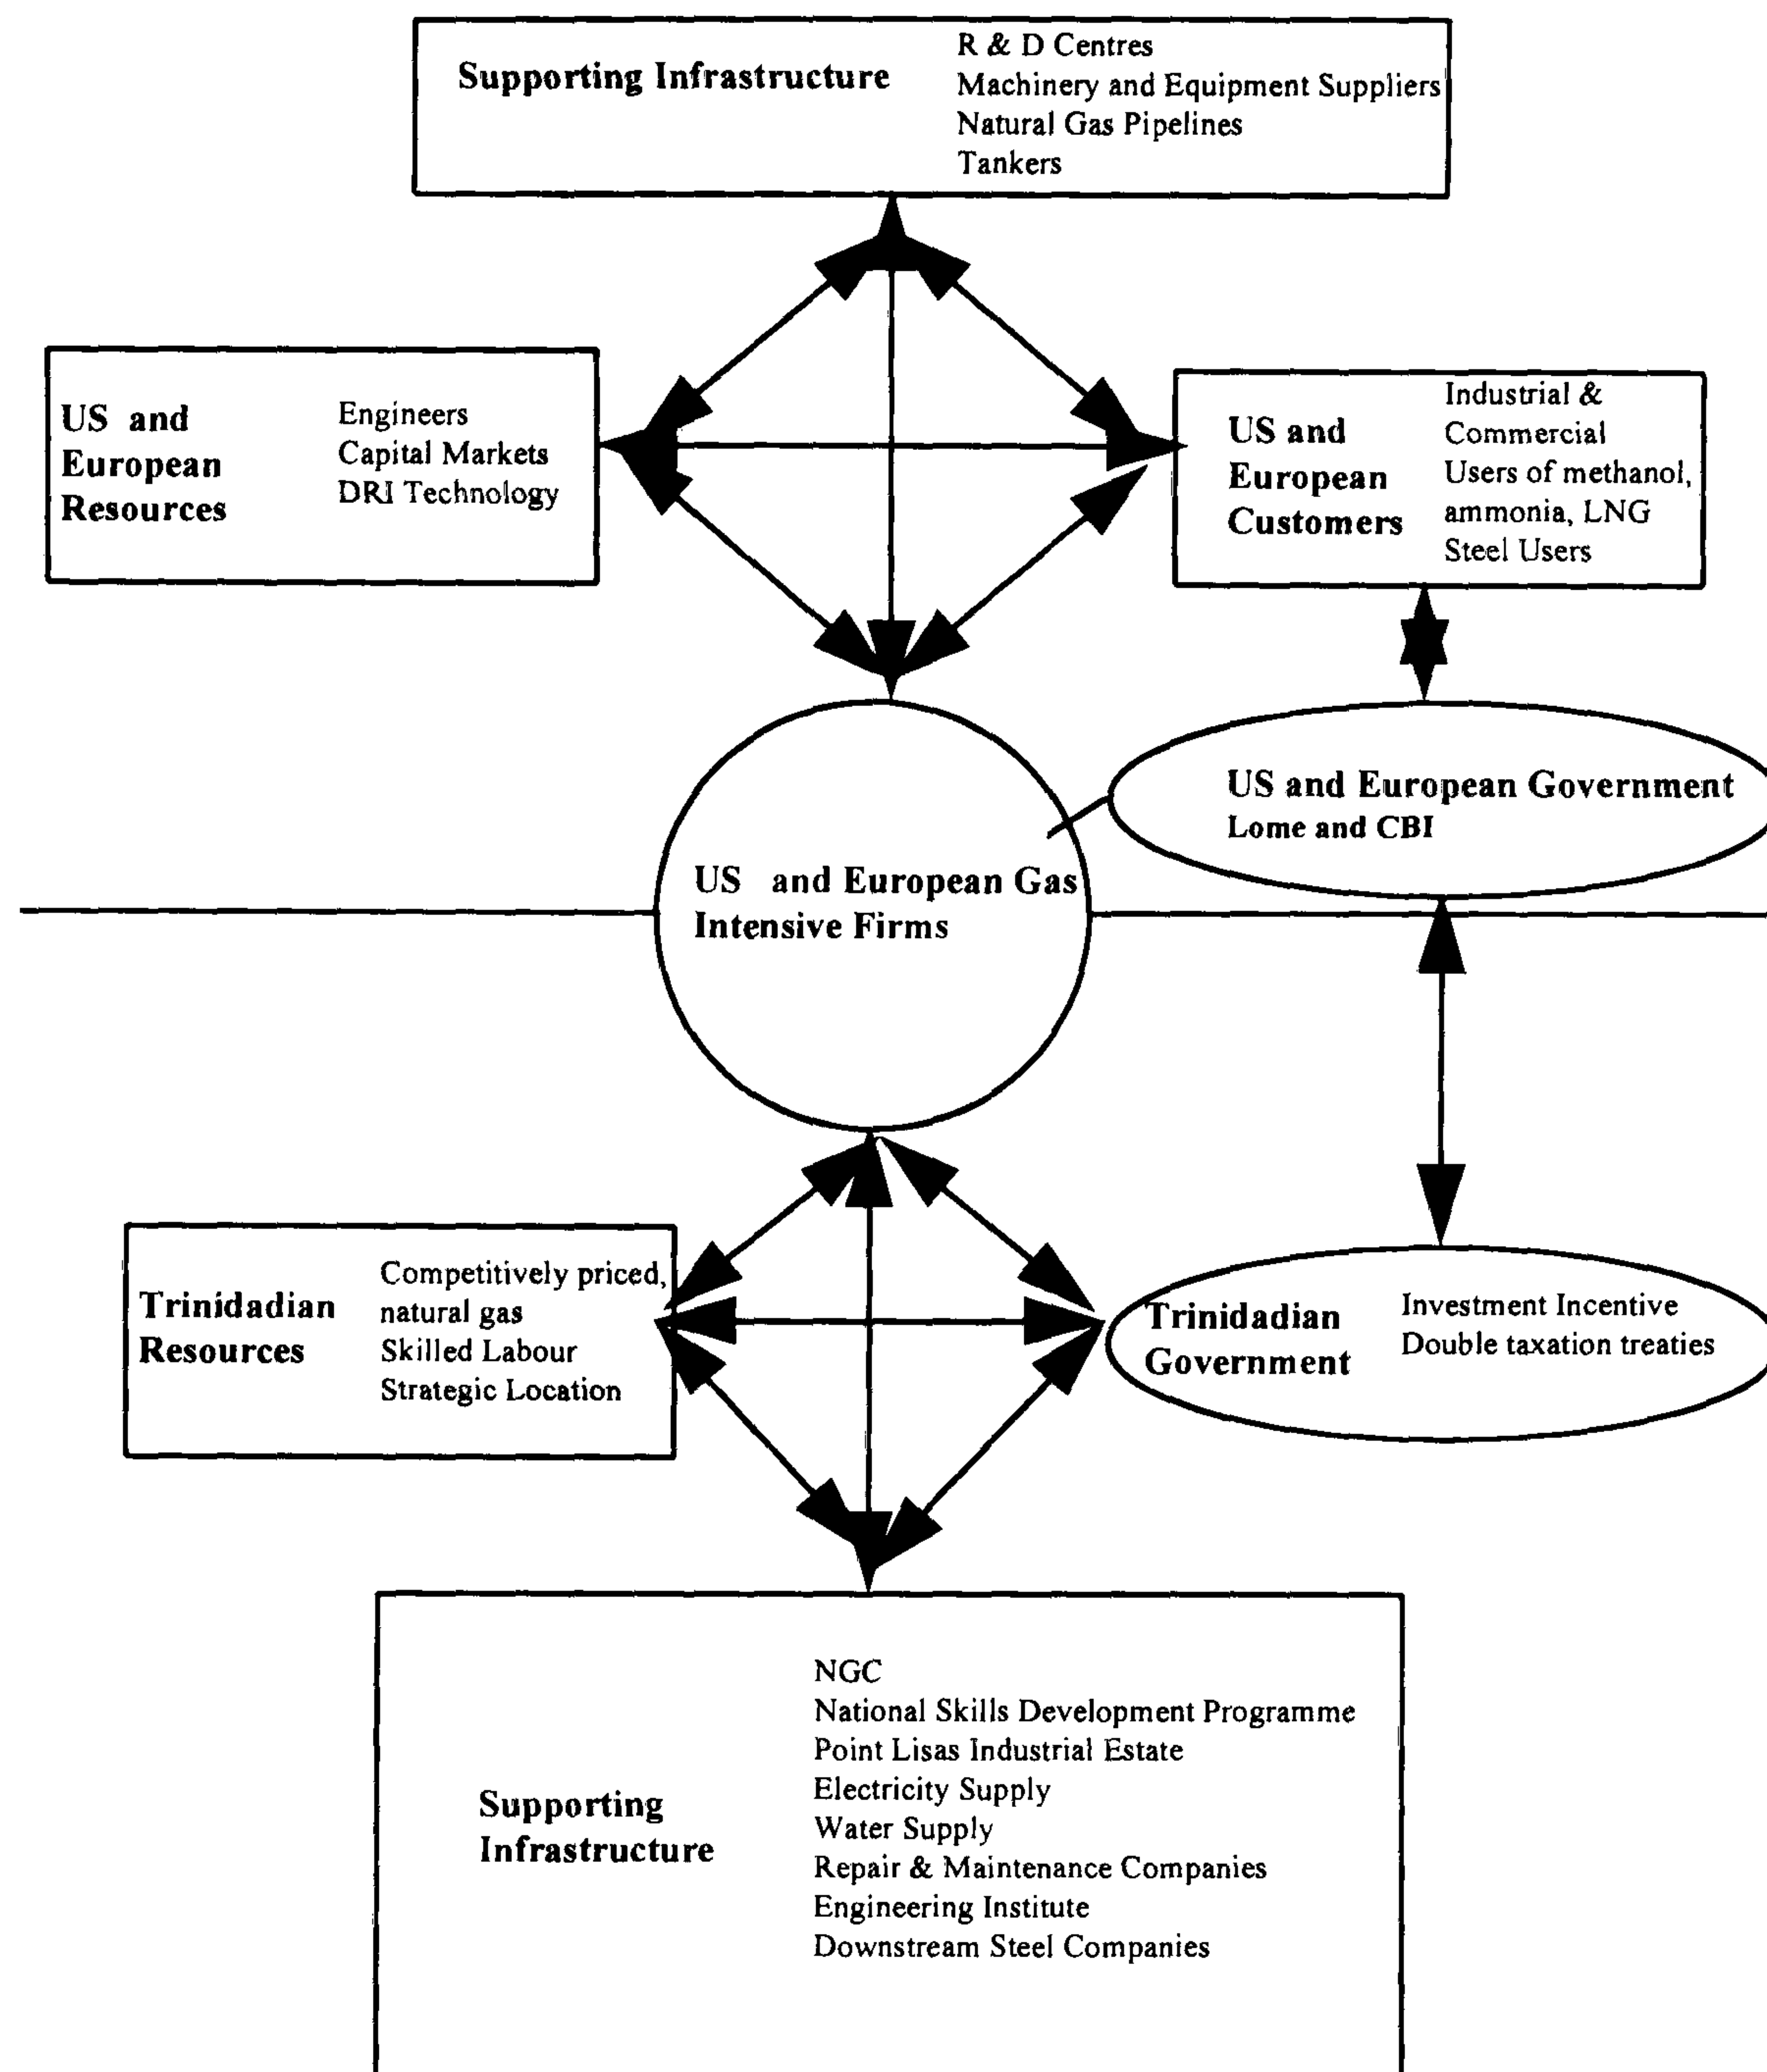 Supporting Infrastructure
R & D Centres
Machinery and Equipment Suppliers
Natural Gas Pipelines
Tankers
US and
European
Resources
Engineers
Capital Markets
DRI Technology
US and
European
Customers
Industrial &
Commercial
Users of methanol,
ammonia, LNG
Steel Users
US and European Government
Lome and CBI
US and European Gas
Intensive Firms
Trinidadian
Resources
Competitively priced,
natural gas
Skilled Labour
Strategic Location
Trinidadian
Government
Investment Incentive
Double taxation treaties
Supporting
Infrastructure
NGC
National Skills Development Programme
Point Lisas Industrial Estate
Electricity Supply
Water Supply
Repair & Maintenance Companies
Engineering Institute
Downstream Steel Companies